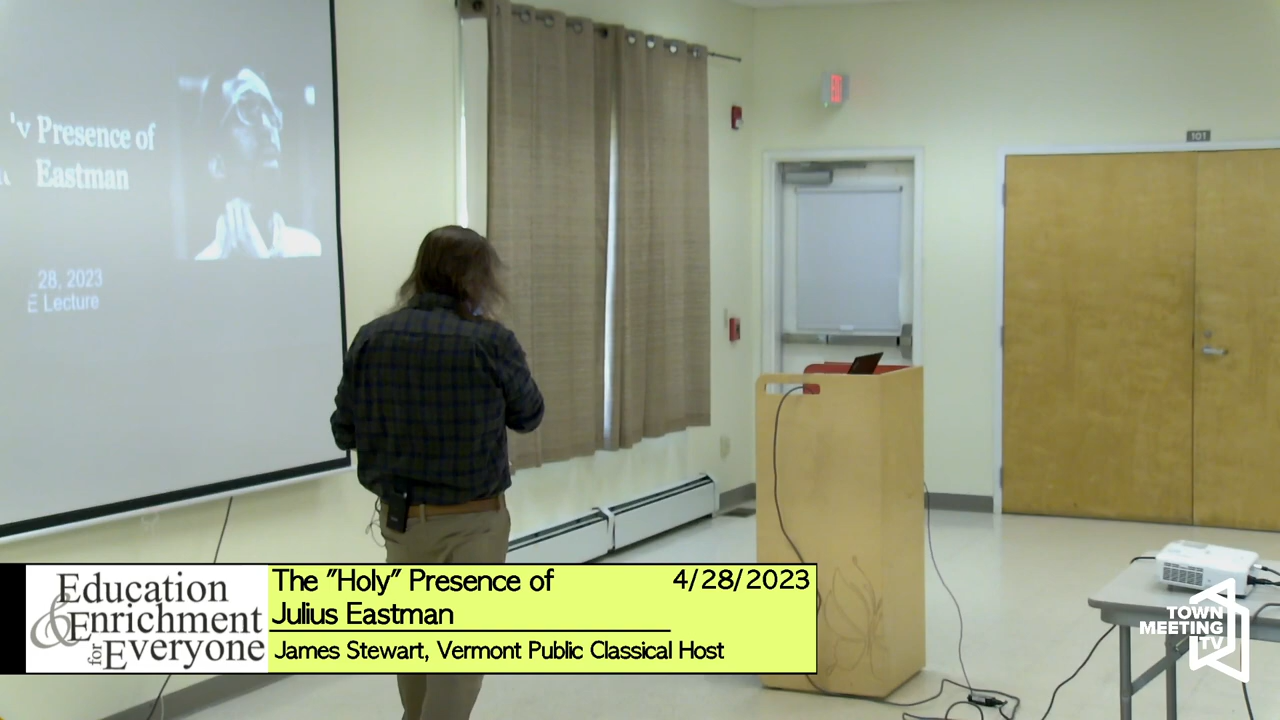 Presence of
Eastman
28, 2023
E Lecture
101
Education
& Enrichment
for Everyone
The "Holy" Presence of
Julius Eastman
4/28/2023
James Stewart, Vermont Public Classical Host
TOWN
MEETING
TV